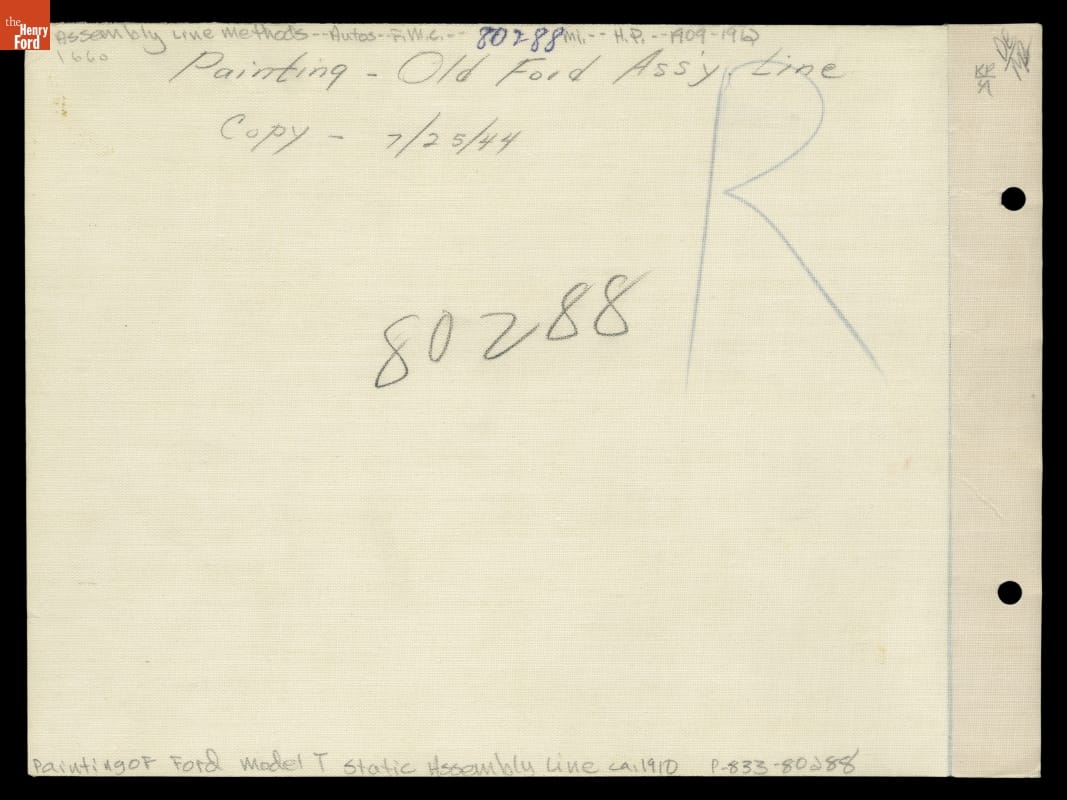 the Henry Ford
Assembly Line Methods--Autos--F.M.C.-- 80288 Mi.-- H.P.--1909-1912
1660
Painting - Old Ford Ass'y. Line
KP
Copy - 7/25/44
R
80288
Painting of Ford Model T Static Assembly Line ca.1910 P-833-80288